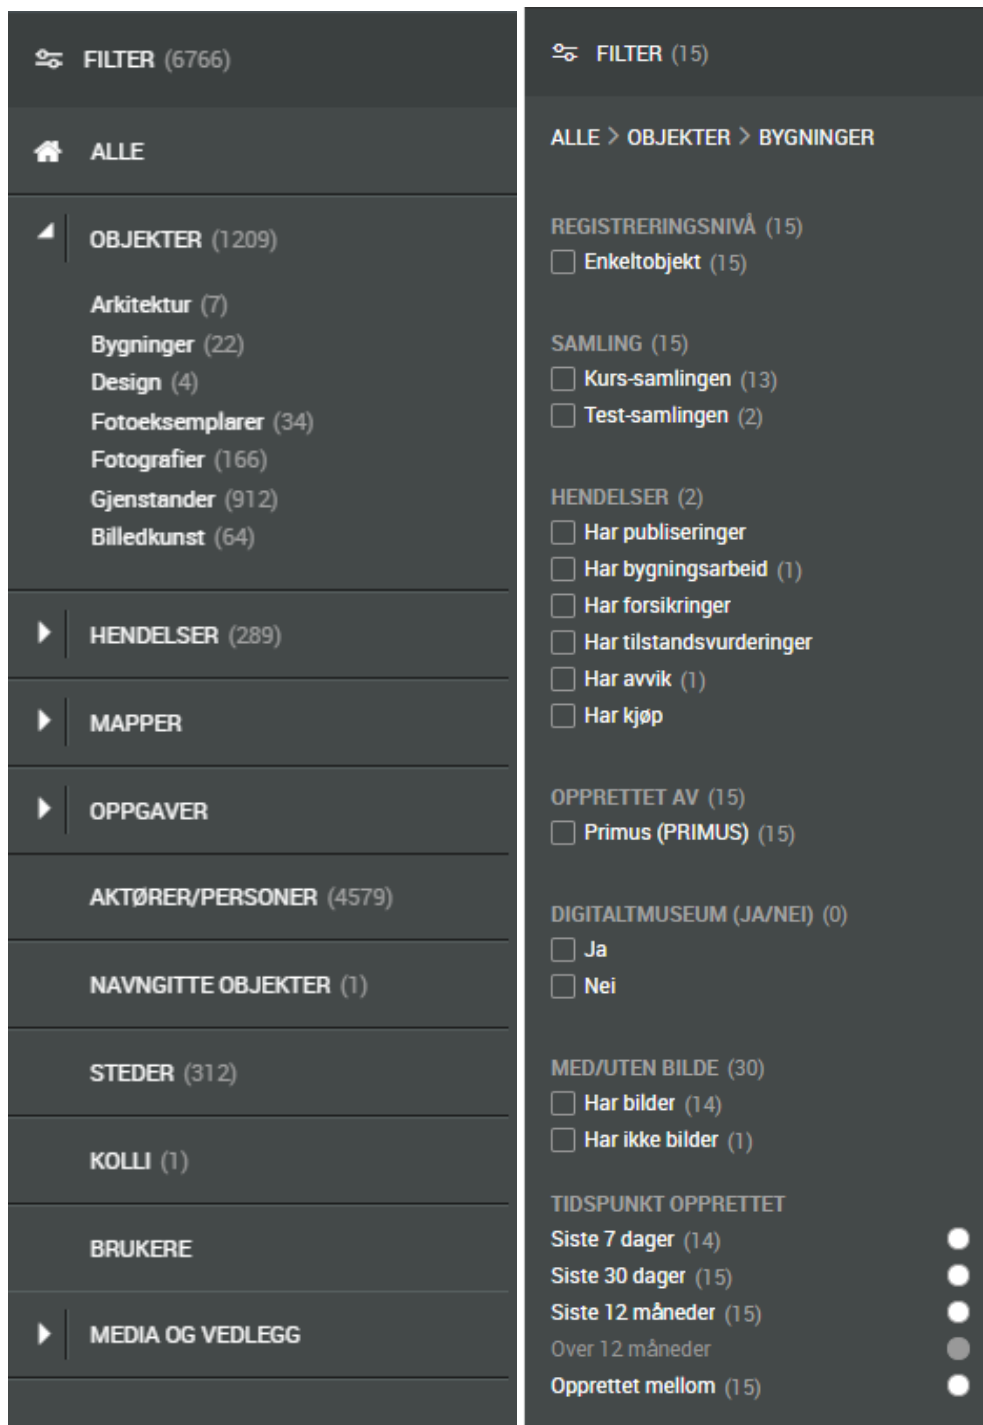 FILTER (6766)
ALLE
OBJEKTER (1209)
Arkitektur (7)
Bygninger (22)
Design (4)
Fotoeksemplarer (34)
Fotografier (166)
Gjenstander (912)
Billedkunst (64)
HENDELSER (289)
MAPPER
OPPGAVER
AKTØRER/PERSONER (4579)
NAVNGITTE OBJEKTER (1)
STEDER (312)
KOLLI (1)
BRUKERE
MEDIA OG VEDLEGG
FILTER (15)
ALLE > OBJEKTER > BYGNINGER
REGISTRERINGSNIVÅ (15)
Enkeltobjekt (15)
SAMLING (15)
Kurs-samlingen (13)
Test-samlingen (2)
HENDELSER (2)
Har publiseringer
Har bygningsarbeid (1)
Har forsikringer
Har tilstandsvurderinger
Har avvik (1)
Har kjøp
OPPRETTET AV (15)
Primus (PRIMUS) (15)
DIGITALTMUSEUM (JA/NEI) (0)
Ja
Nei
MED/UTEN BILDE (30)
Har bilder (14)
Har ikke bilder (1)
TIDSPUNKT OPPRETTET
Siste 7 dager (14)
Siste 30 dager (15)
Siste 12 måneder (15)
Over 12 måneder
Opprettet mellom (15)